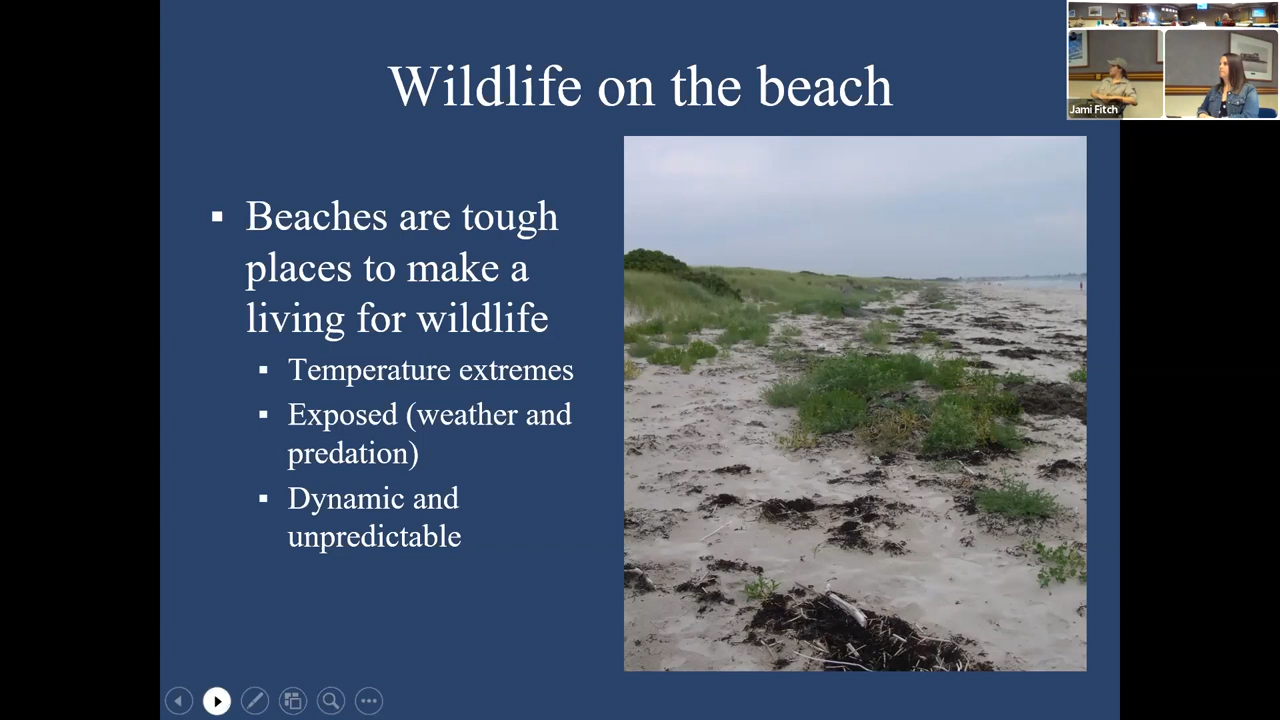 Wildlife on the beach
Jami Fitch
▪ Beaches are tough
places to make a
living for wildlife
▪ Temperature extremes
▪ Exposed (weather and
predation)
▪ Dynamic and
unpredictable